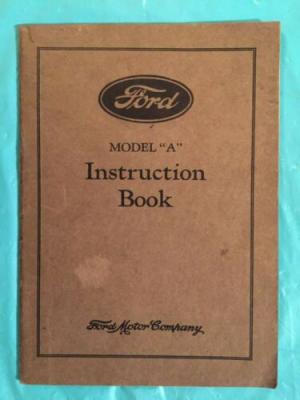 Ford
MODEL "A"
Instruction
Book
Ford Motor Company